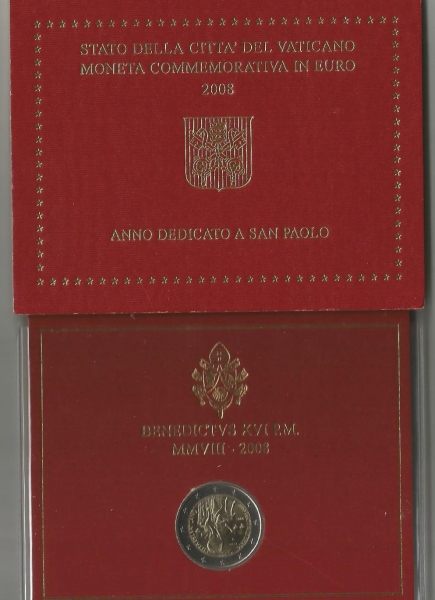 STATO DELLA CITTA' DEL VATICANO
MONETA COMMEMORATIVA IN EURO
2008
ANNO DEDICATO A SAN PAOLO
BENEDICTVS XVI P.M.
MMVIII · 2008